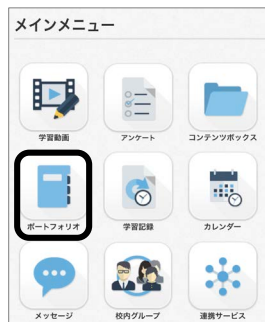 メインメニュー
学習動画
アンケート
コンテンツボックス
ポートフォリオ
学習記録
カレンダー
メッセージ
校内グループ
連携サービス